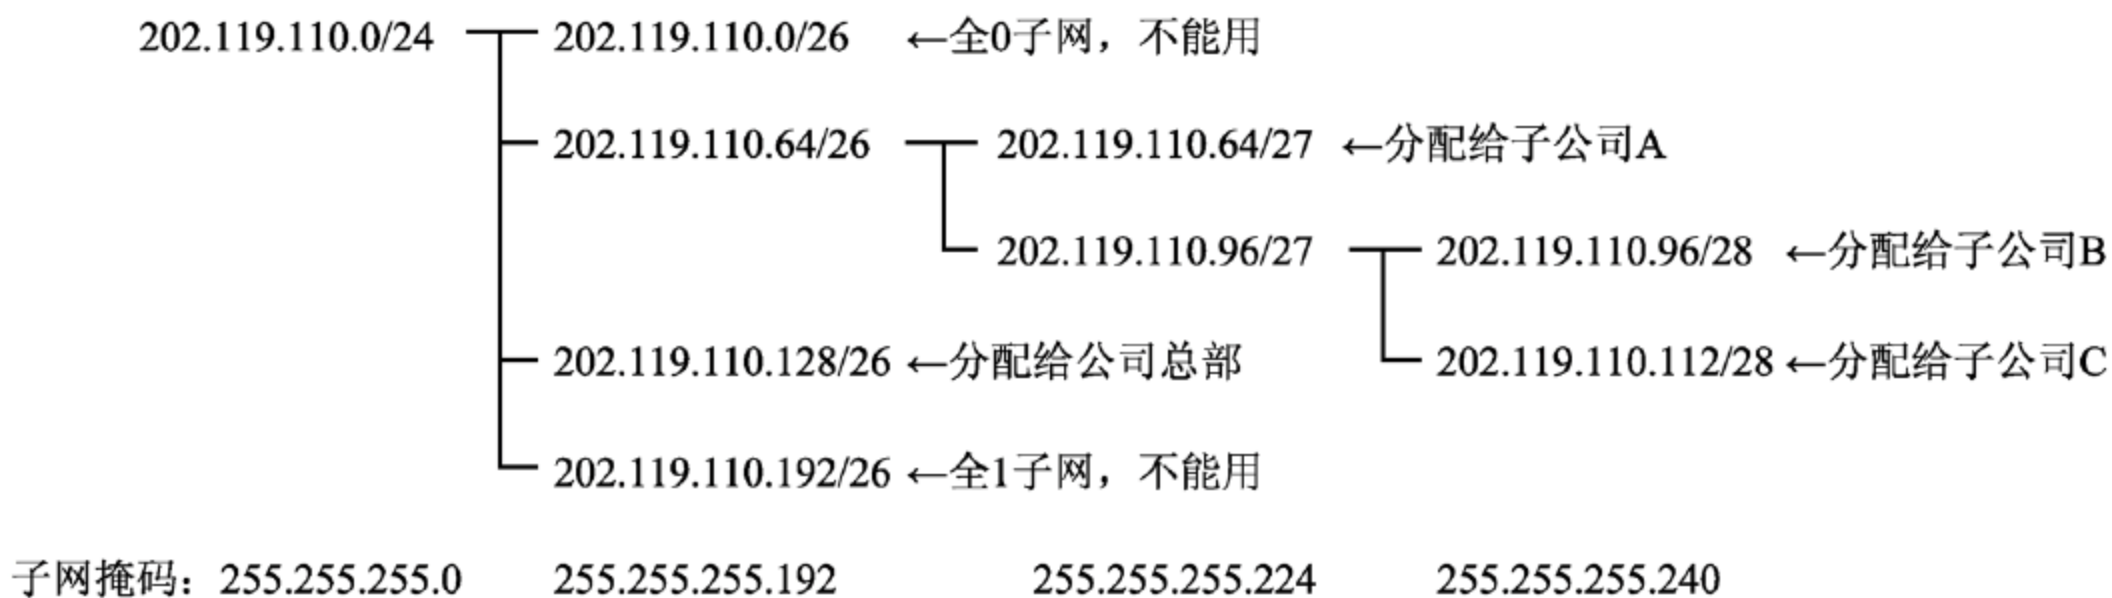 202.119.110.0/24 202.119.110.0/26 ←全0子网，不能用
202.119.110.64/26 202.119.110.64/27 ←分配给子公司A
202.119.110.96/27 202.119.110.96/28 ←分配给子公司B
202.119.110.128/26 ←分配给公司总部 202.119.110.112/28 ←分配给子公司C
202.119.110.192/26 ←全1子网，不能用
子网掩码：255.255.255.0 255.255.255.192 255.255.255.224 255.255.255.240